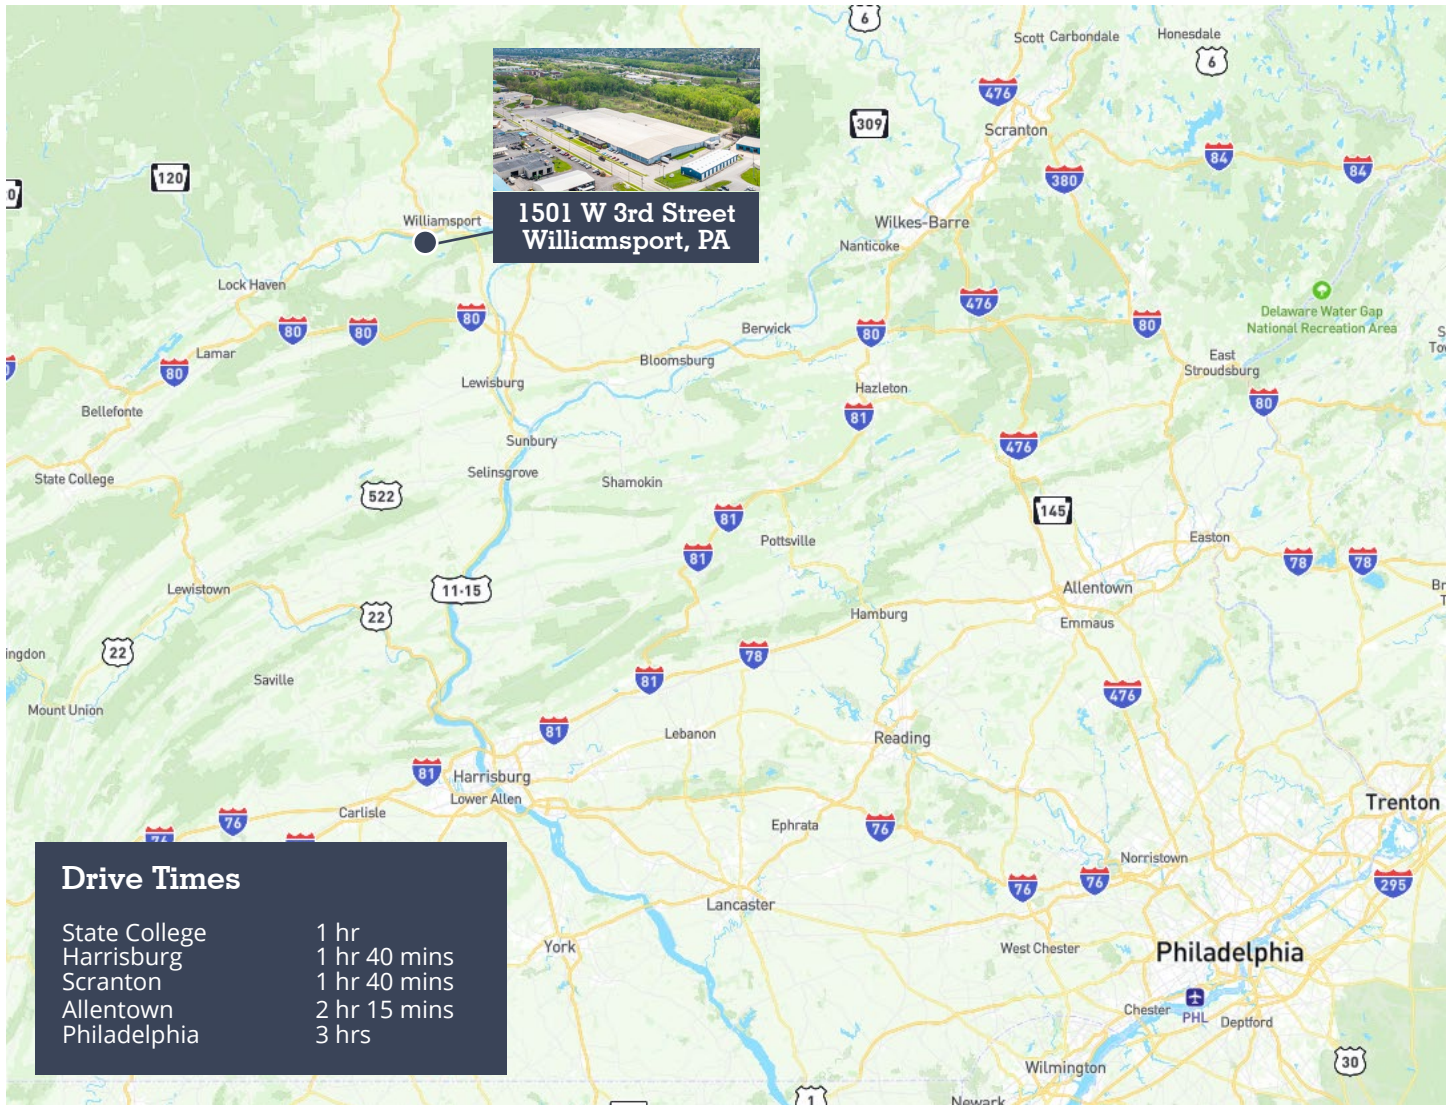 6
Scott
Carbondale
Honesdale
6
476
309
Scranton
84
84
380
120
0
Williamsport
1501 W 3rd Street
Williamsport, PA
Wilkes-Barre
Nanticoke
Lock Haven
476
Delaware Water Gap
National Recreation Area
80
80
80
80
80
Berwick
S
Tov
Lamar
80
Bloomsburg
East
Stroudsburg
Lewisburg
Hazleton
80
Bellefonte
81
Sunbury
476
State College
Selinsgrove
Shamokin
522
145
81
Pottsville
Easton
81
78
78
Lewistown
11-15
Allentown
Br
T
22
Hamburg
Emmaus
22
ingdon
78
Saville
81
476
Mount Union
81
Lebanon
Reading
81
Harrisburg
Lower Allen
Trenton
Carlisle
76
Ephrata
76
76
Norristown
Drive Times
76
76
295
Lancaster
State College 1 hr
Harrisburg 1 hr 40 mins
Scranton 1 hr 40 mins
Allentown 2 hr 15 mins
Philadelphia 3 hrs
York
West Chester
Philadelphia
Chester
PHL
Deptford
Wilmington
30
1
Newark